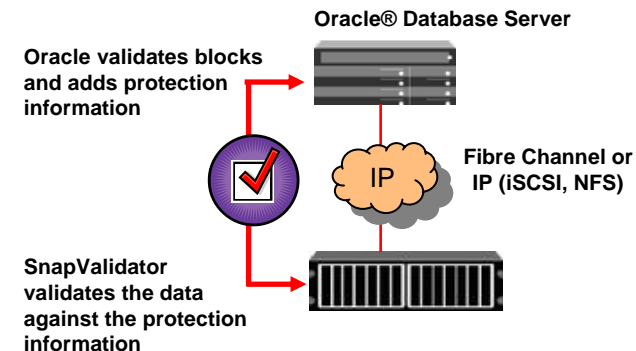 Oracle® Database Server
Oracle validates blocks
and adds protection
information
IP
Fibre Channel or
IP (iSCSI, NFS)
SnapValidator
validates the data
against the protection
information